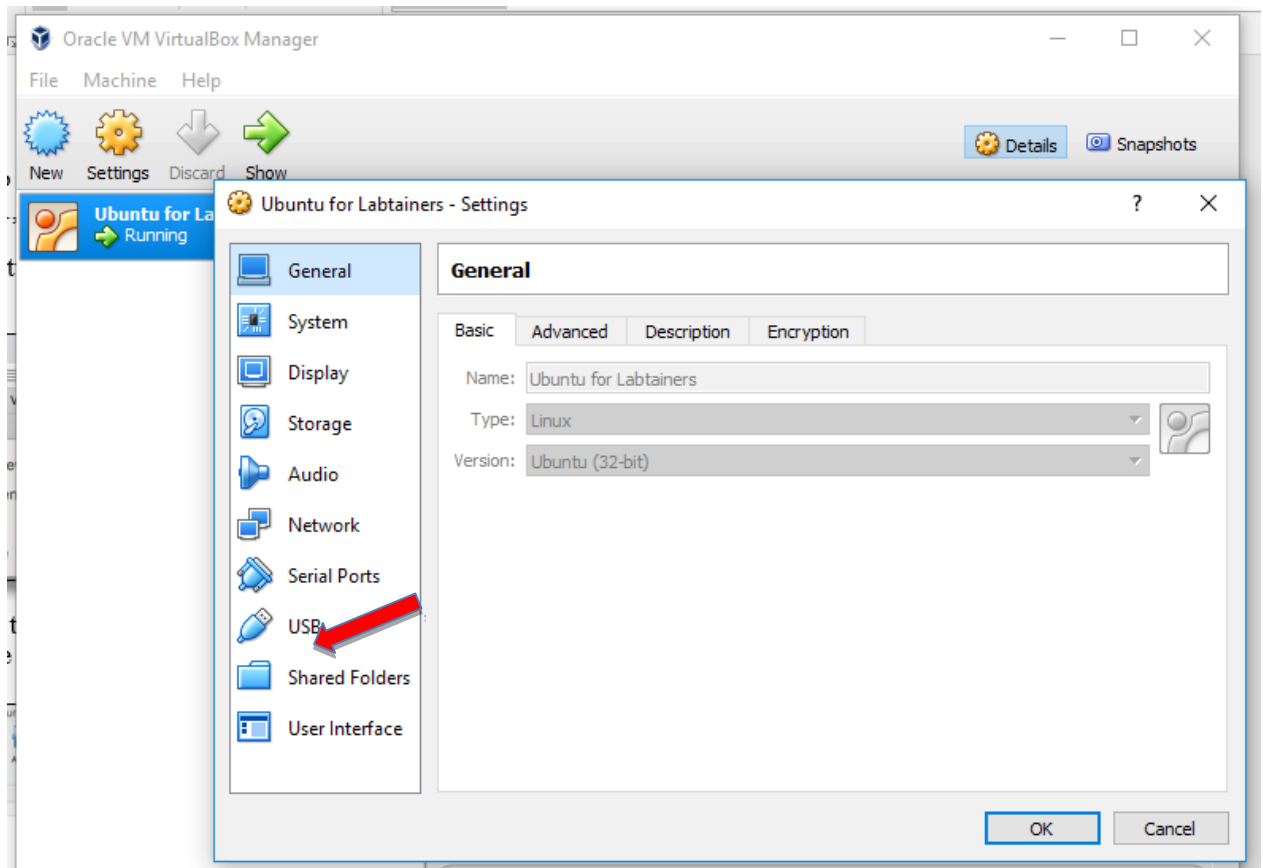 Oracle VM VirtualBox Manager
File Machine Help
New Settings Discard Show
Details Snapshots
Ubuntu for La
Running
Ubuntu for Labtainers - Settings
?
General
System
Display
Storage
Audio
Network
Serial Ports
USB
Shared Folders
User Interface
General
Basic Advanced Description Encryption
Name: Ubuntu for Labtainers
Type: Linux
Version: Ubuntu (32-bit)
OK Cancel